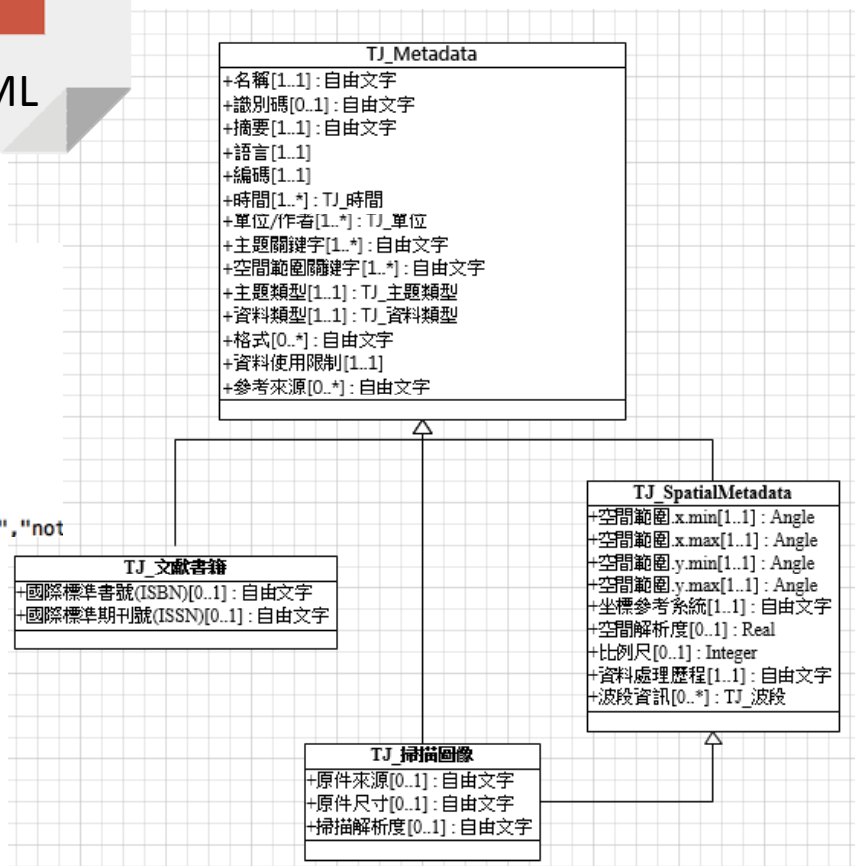 ML
TJ_Metadata
+名稱[1..1] : 自由文字
+識別碼[0..1] : 自由文字
+摘要[1..1] : 自由文字
+語言[1..1]
+編碼[1..1]
+時間[1..*] : TJ_時間
+單位/作者[1..*] : TJ_單位
+主題關鍵字[1..*] : 自由文字
+空間範圍關鍵字[1..*] : 自由文字
+主題類型[1..1] : TJ_主題類型
+資料類型[1..1] : TJ_資料類型
+格式[0..*] : 自由文字
+資料使用限制[1..1]
+參考來源[0..*] : 自由文字
","not
TJ_文獻書籍
+國際標準書號(ISBN)[0..1] : 自由文字
+國際標準期刊號(ISSN)[0..1] : 自由文字
TJ_SpatialMetadata
+空間範圍.x.min[1..1] : Angle
+空間範圍.x.max[1..1] : Angle
+空間範圍.y.min[1..1] : Angle
+空間範圍.y.max[1..1] : Angle
+坐標參考系統[1..1] : 自由文字
+空間解析度[0..1] : Real
+比例尺[0..1] : Integer
+資料處理歷程[1..1] : 自由文字
+波段資訊[0..*] : TJ_波段
TJ_掃描圖像
+原件來源[0..1] : 自由文字
+原件尺寸[0..1] : 自由文字
+掃描解析度[0..1] : 自由文字